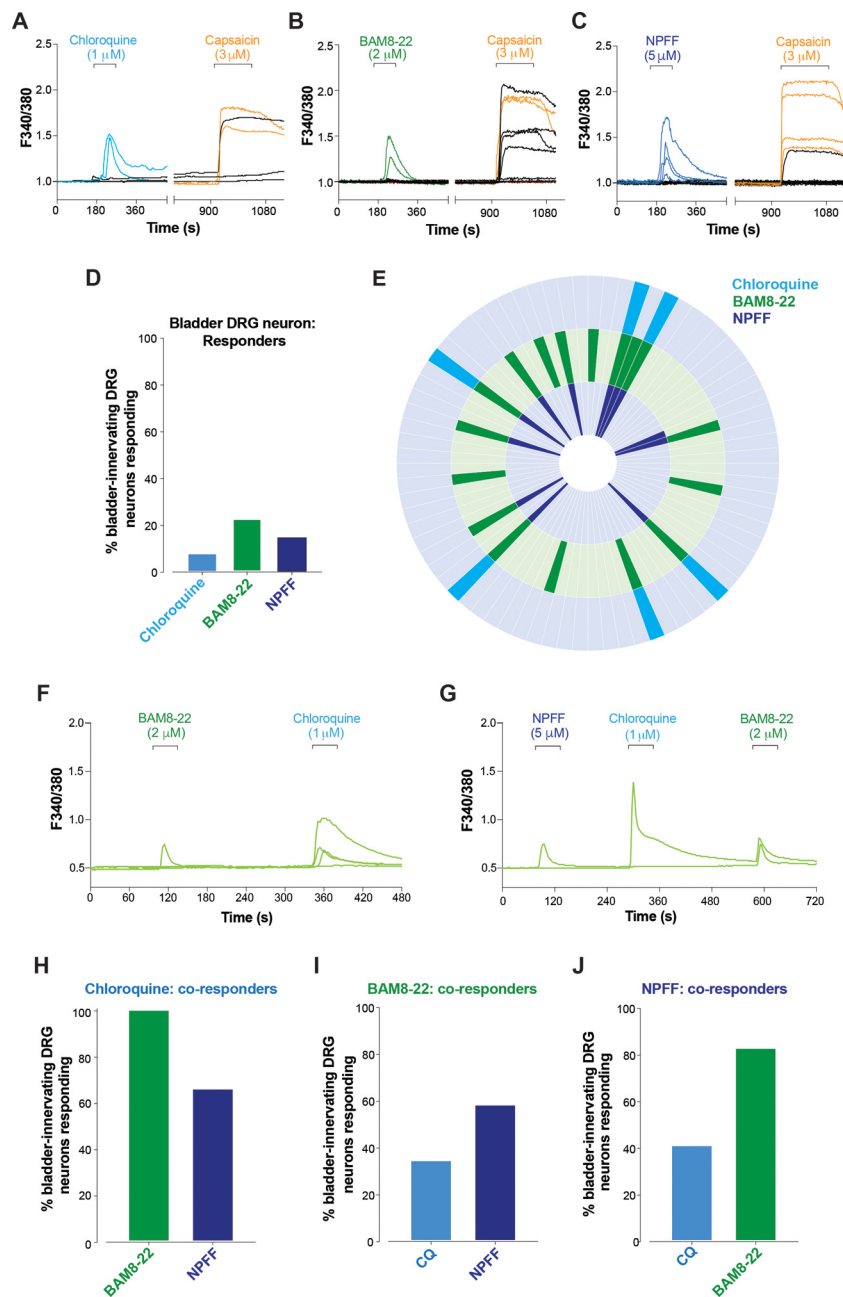 A
Chloroquine
(1 μM)
Capsaicin
(3 μM)
2.5
2.0
1.5
1.0
F340/380
0
180
360
900
1080
Time (s)
B
BAM8-22
(2 μM)
Capsaicin
(3 μM)
2.5
2.0
1.5
1.0
F340/380
0
180
360
900
1080
Time (s)
C
NPFF
(5 μM)
Capsaicin
(3 μM)
2.5
2.0
1.5
1.0
F340/380
0
180
360
900
1080
Time (s)
D
Bladder DRG neuron:
Responders
% bladder-innervating DRG
neurons responding
100
80
60
40
20
0
Chloroquine
BAM8-22
NPFF
E
Chloroquine
BAM8-22
NPFF
F
BAM8-22
(2 μM)
Chloroquine
(1 μM)
2.0
1.5
1.0
0.5
F340/380
0
60
120
180
240
300
360
420
480
Time (s)
G
NPFF
(5 μM)
Chloroquine
(1 μM)
BAM8-22
(2 μM)
2.0
1.5
1.0
0.5
F340/380
0
120
240
360
480
600
720
Time (s)
H
Chloroquine: co-responders
% bladder-innervating DRG
neurons responding
100
80
60
40
20
0
BAM8-22
NPFF
I
BAM8-22: co-responders
% bladder-innervating DRG
neurons responding
100
80
60
40
20
0
CQ
NPFF
J
NPFF: co-responders
% bladder-innervating DRG
neurons responding
100
80
60
40
20
0
CQ
BAM8-22